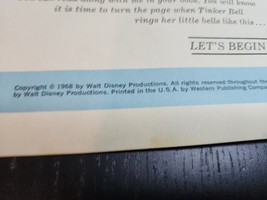 along with me in your book. You will know
it is time to turn the page when Tinker Bell
rings her little bells like this...
LET'S BEGIN
Copyright © 1968 by Walt Disney Productions. All rights reserved throughout the
by Walt Disney Productions. Printed in the U.S.A. by Western Publishing Compa